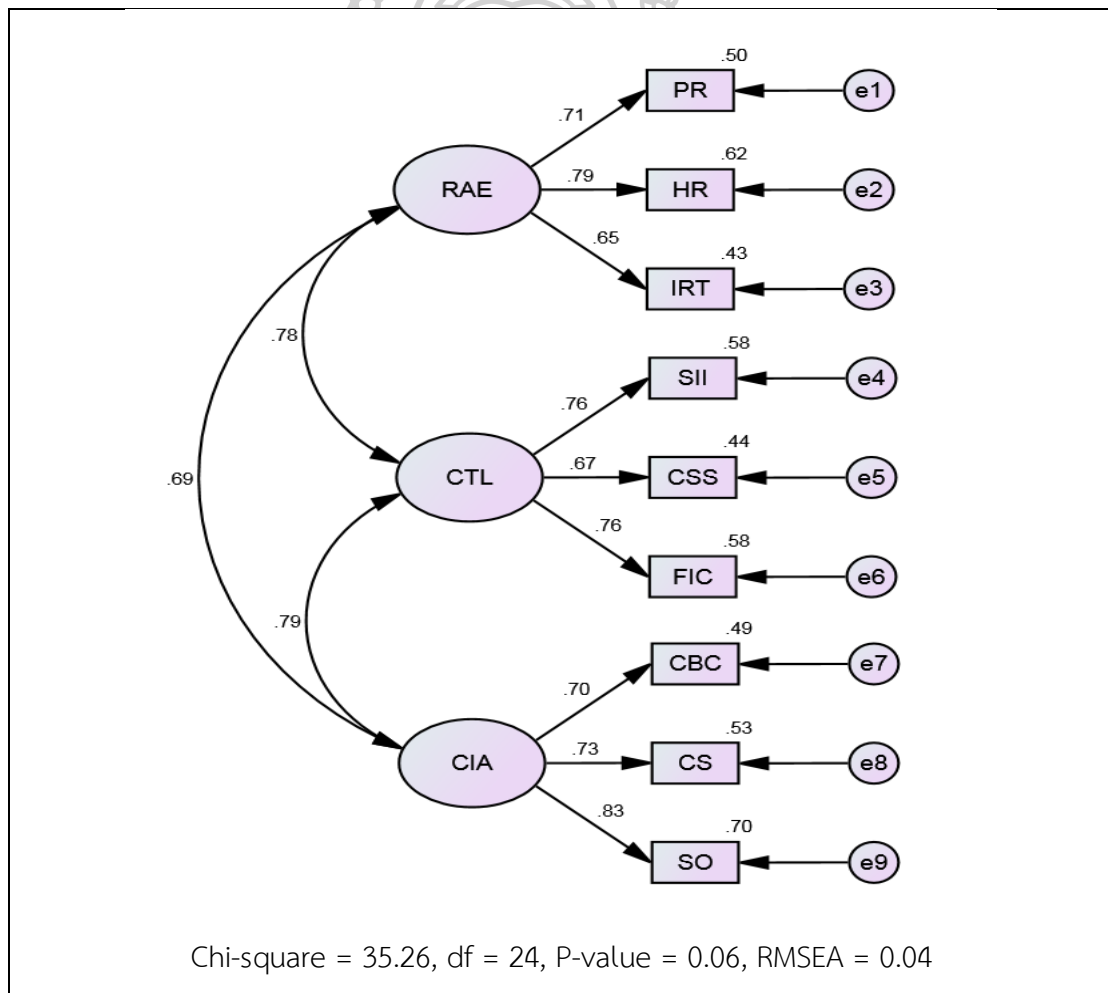 .50
PR
e1
.71
.62
RAE
.79
HR
e2
.65
.43
IRT
e3
.78
.58
SII
e4
.76
.44
.69
CTL
.67
CSS
e5
.76
.58
FIC
e6
.79
.49
CBC
e7
.70
.53
CIA
.73
CS
e8
.83
.70
SO
e9
Chi-square = 35.26, df = 24, P-value = 0.06, RMSEA = 0.04